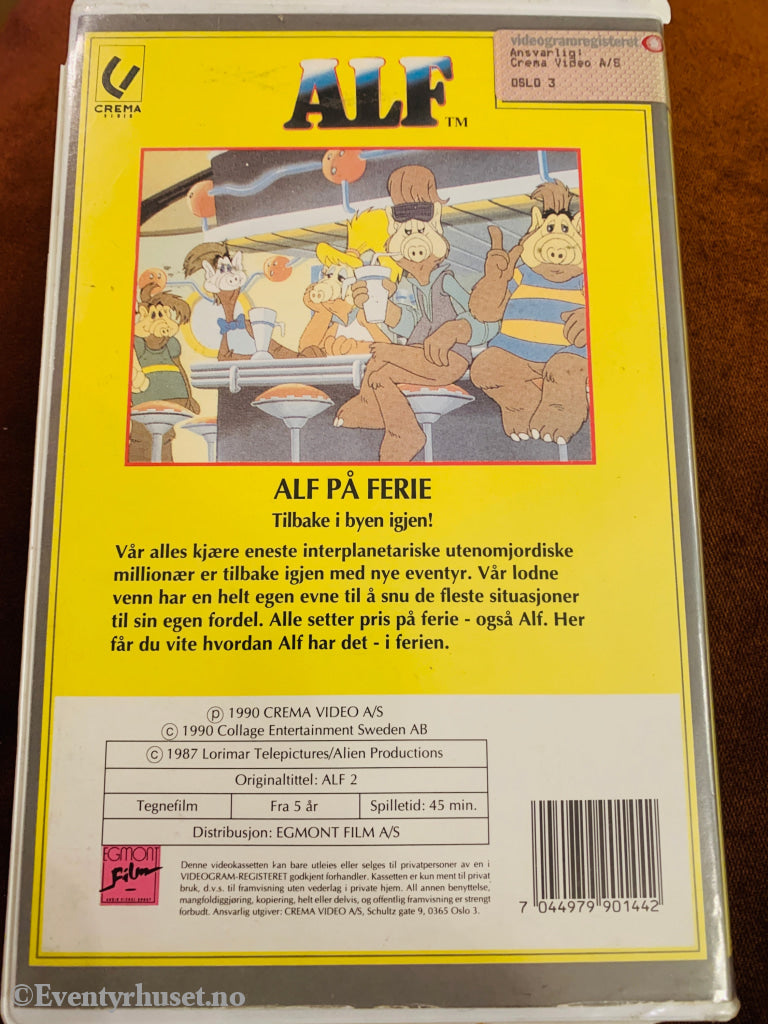 CREMA
VIDEO
ALF™
videogramregisteret
Ansvarlig:
Crema Video A/S
OSLO 3
ALF PÅ FERIE
Tilbake i byen igjen!
Vår alles kjære eneste interplanetariske utenomjordiske
millionær er tilbake igjen med nye eventyr. Vår lodne
venn har en helt egen evne til å snu de fleste situasjoner
til sin egen fordel. Alle setter pris på ferie - også Alf. Her
får du vite hvordan Alf har det - i ferien.
Ⓟ 1990 CREMA VIDEO A/S
© 1990 Collage Entertainment Sweden AB
© 1987 Lorimar Telepictures/Alien Productions
Originaltittel: ALF 2
Tegnefilm Fra 5 år Spilletid: 45 min.
Distribusjon: EGMONT FILM A/S
EGMONT
Film
Denne videokassetten kan bare utleies eller selges til privatpersoner av en i
VIDEOGRAM-REGISTERET godkjent forhandler. Kassetten er kun ment til privat
bruk, d.v.s. til framvisning uten vederlag i private hjem. All annen benyttelse,
mangfoldiggjøring, kopiering, helt eller delvis, og offentlig framvisning er strengt
forbudt. Ansvarlig utgiver: CREMA VIDEO A/S, Schultz gate 9, 0365 Oslo 3.
7 044979 901442
©Eventyrhuset.no